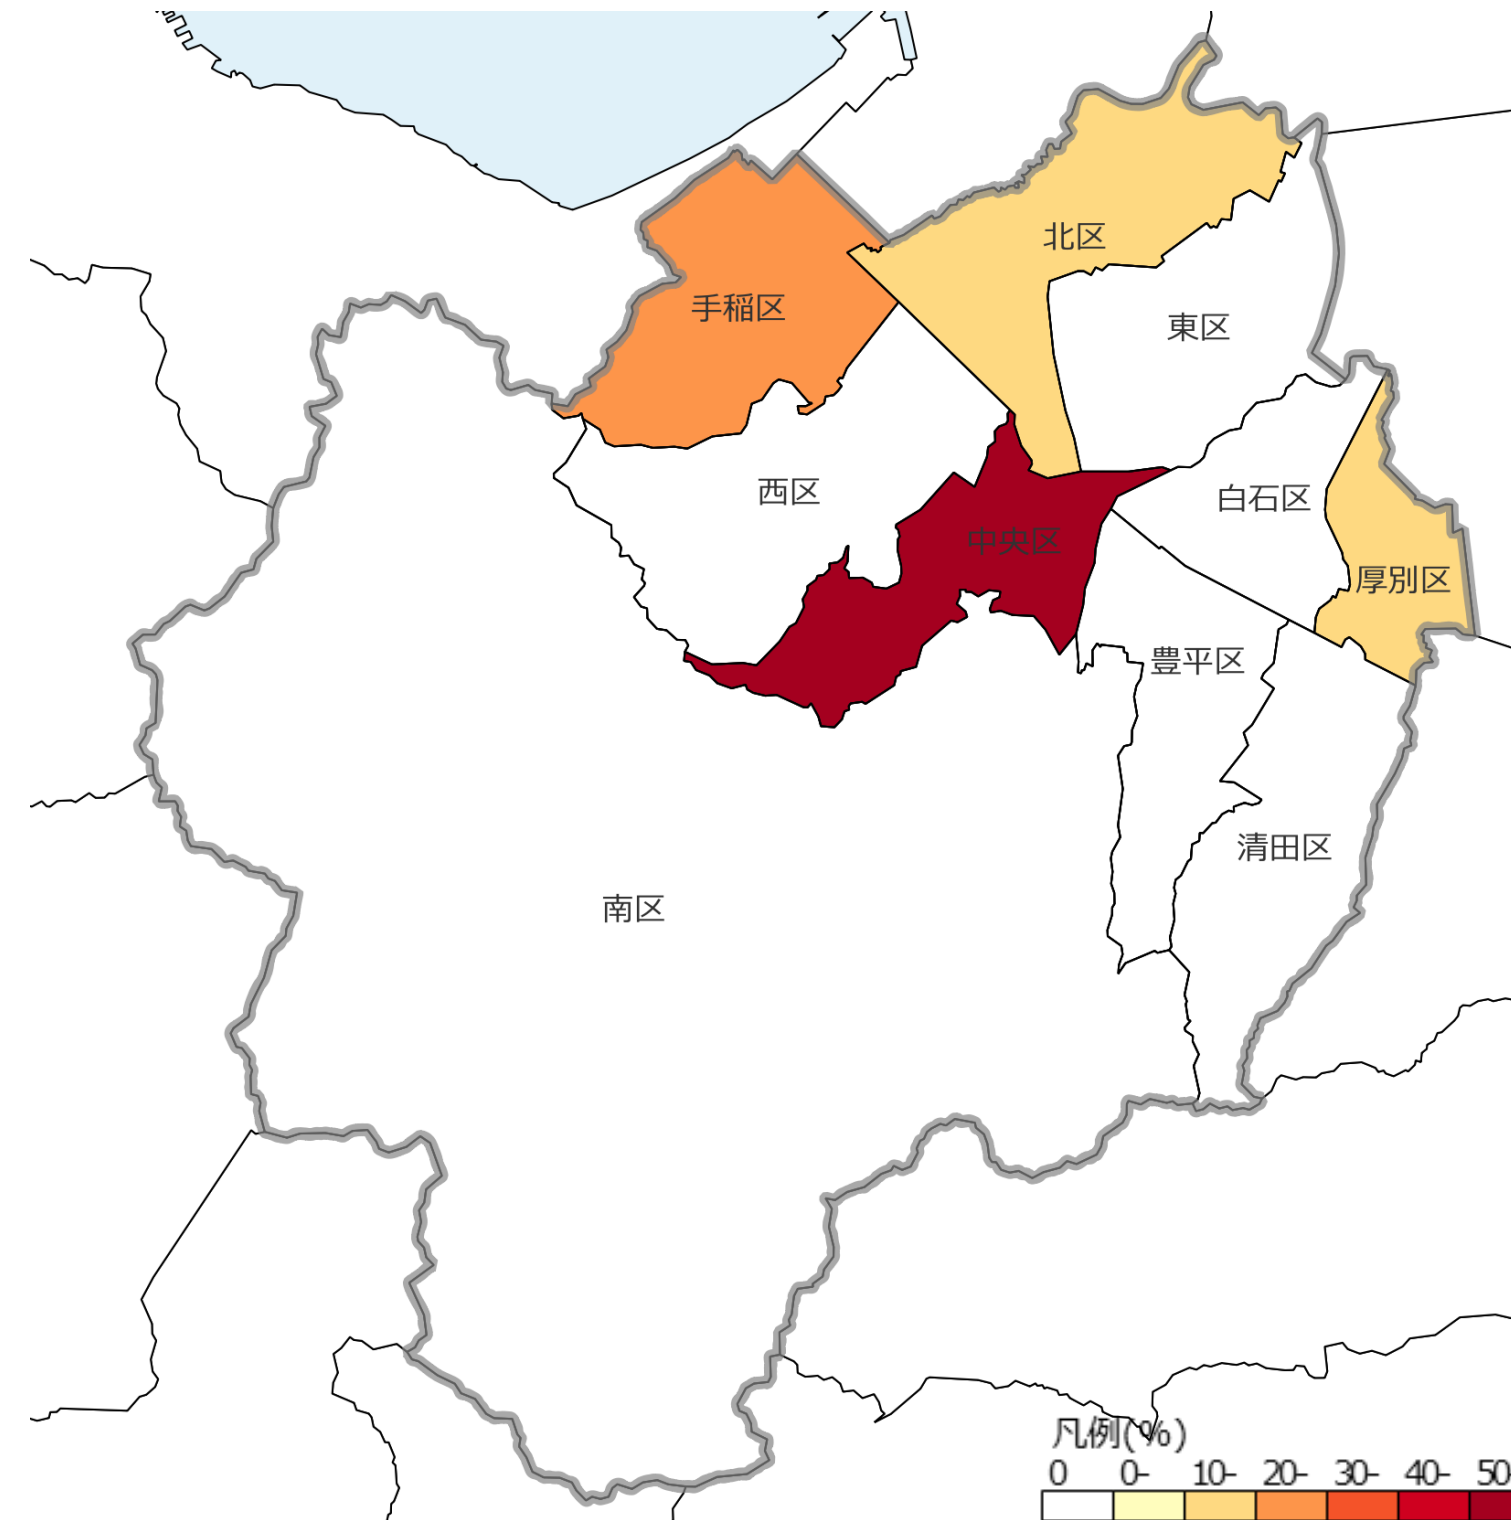 北区
手稲区
東区
西区
白石区
中央区
厚別区
豊平区
清田区
南区
凡例(%)
0 0- 10- 20- 30- 40- 50